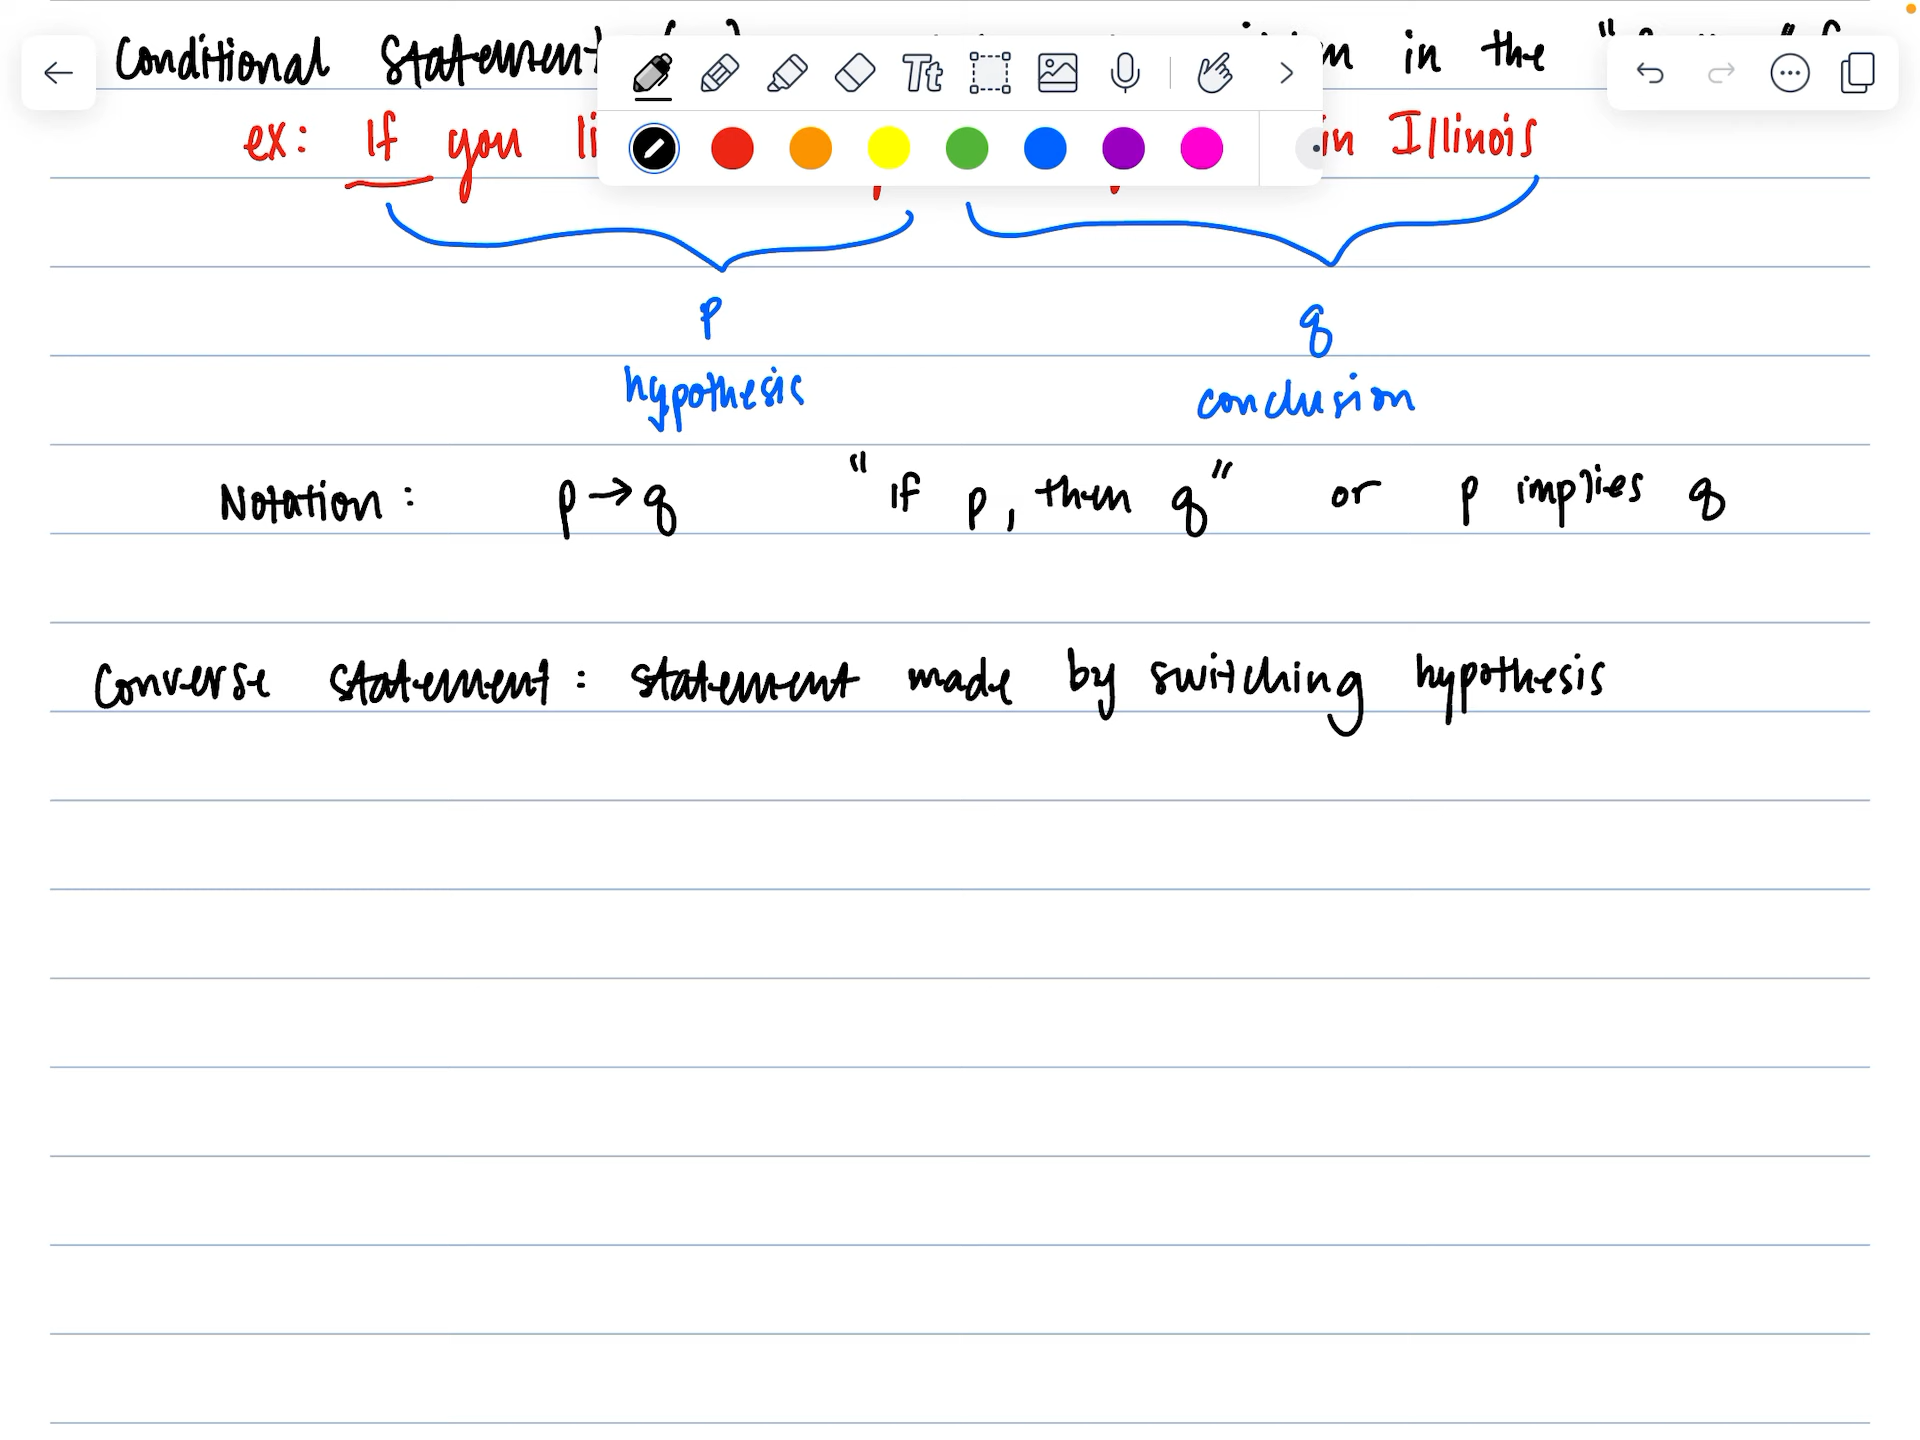 Conditional Statement in the "
ex: If you in Illinois
p q
hypothesis conclusion
Notation: p → q "if p, then q" or p implies q
Converse statement: statement made by switching hypothesis
Tt